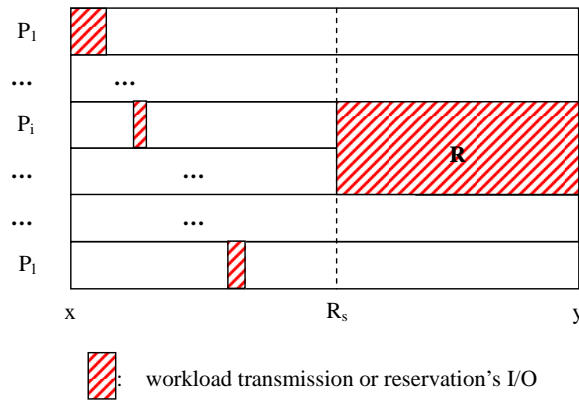 P₁
... ...
Pᵢ
R
... ...
... ...
P₁
x Rₛ y
: workload transmission or reservation's I/O